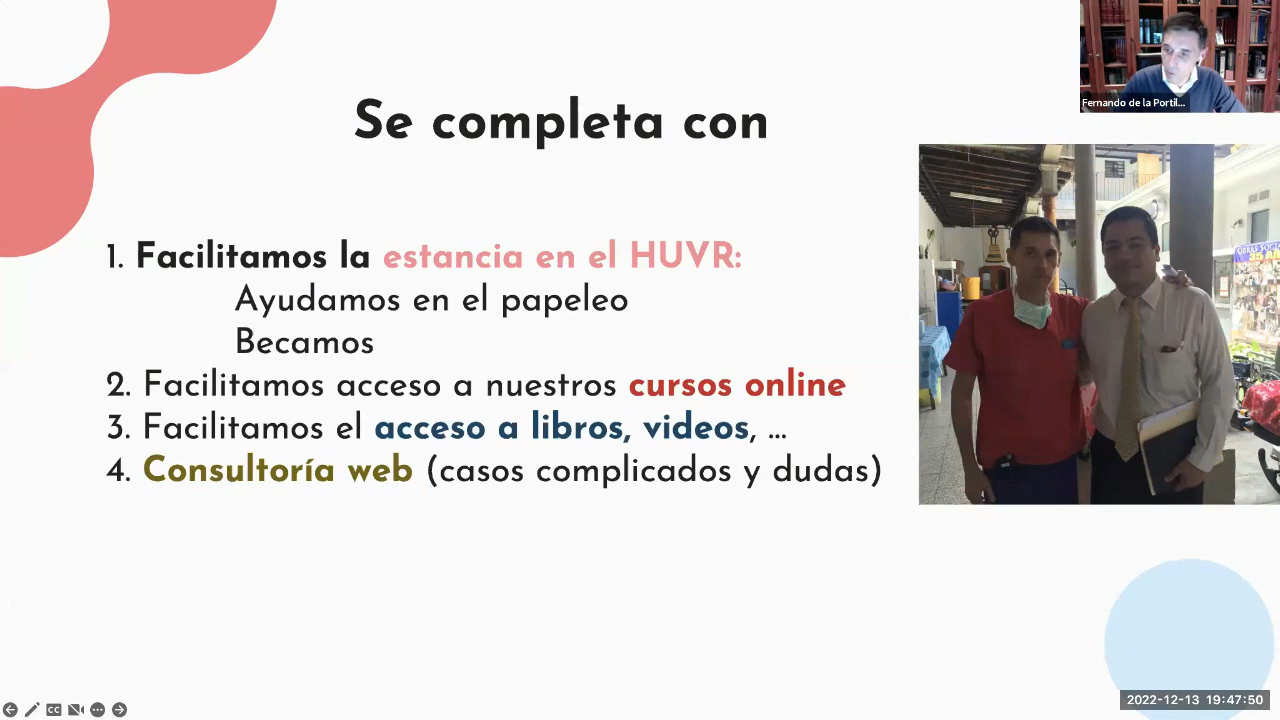 Fernando de la Portil...
Se completa con
1. Facilitamos la estancia en el HUVR:
Ayudamos en el papeleo
Becamos
2. Facilitamos acceso a nuestros cursos online
3. Facilitamos el acceso a libros, videos, ...
4. Consultoría web (casos complicados y dudas)
CC
2022-12-13 19:47:50